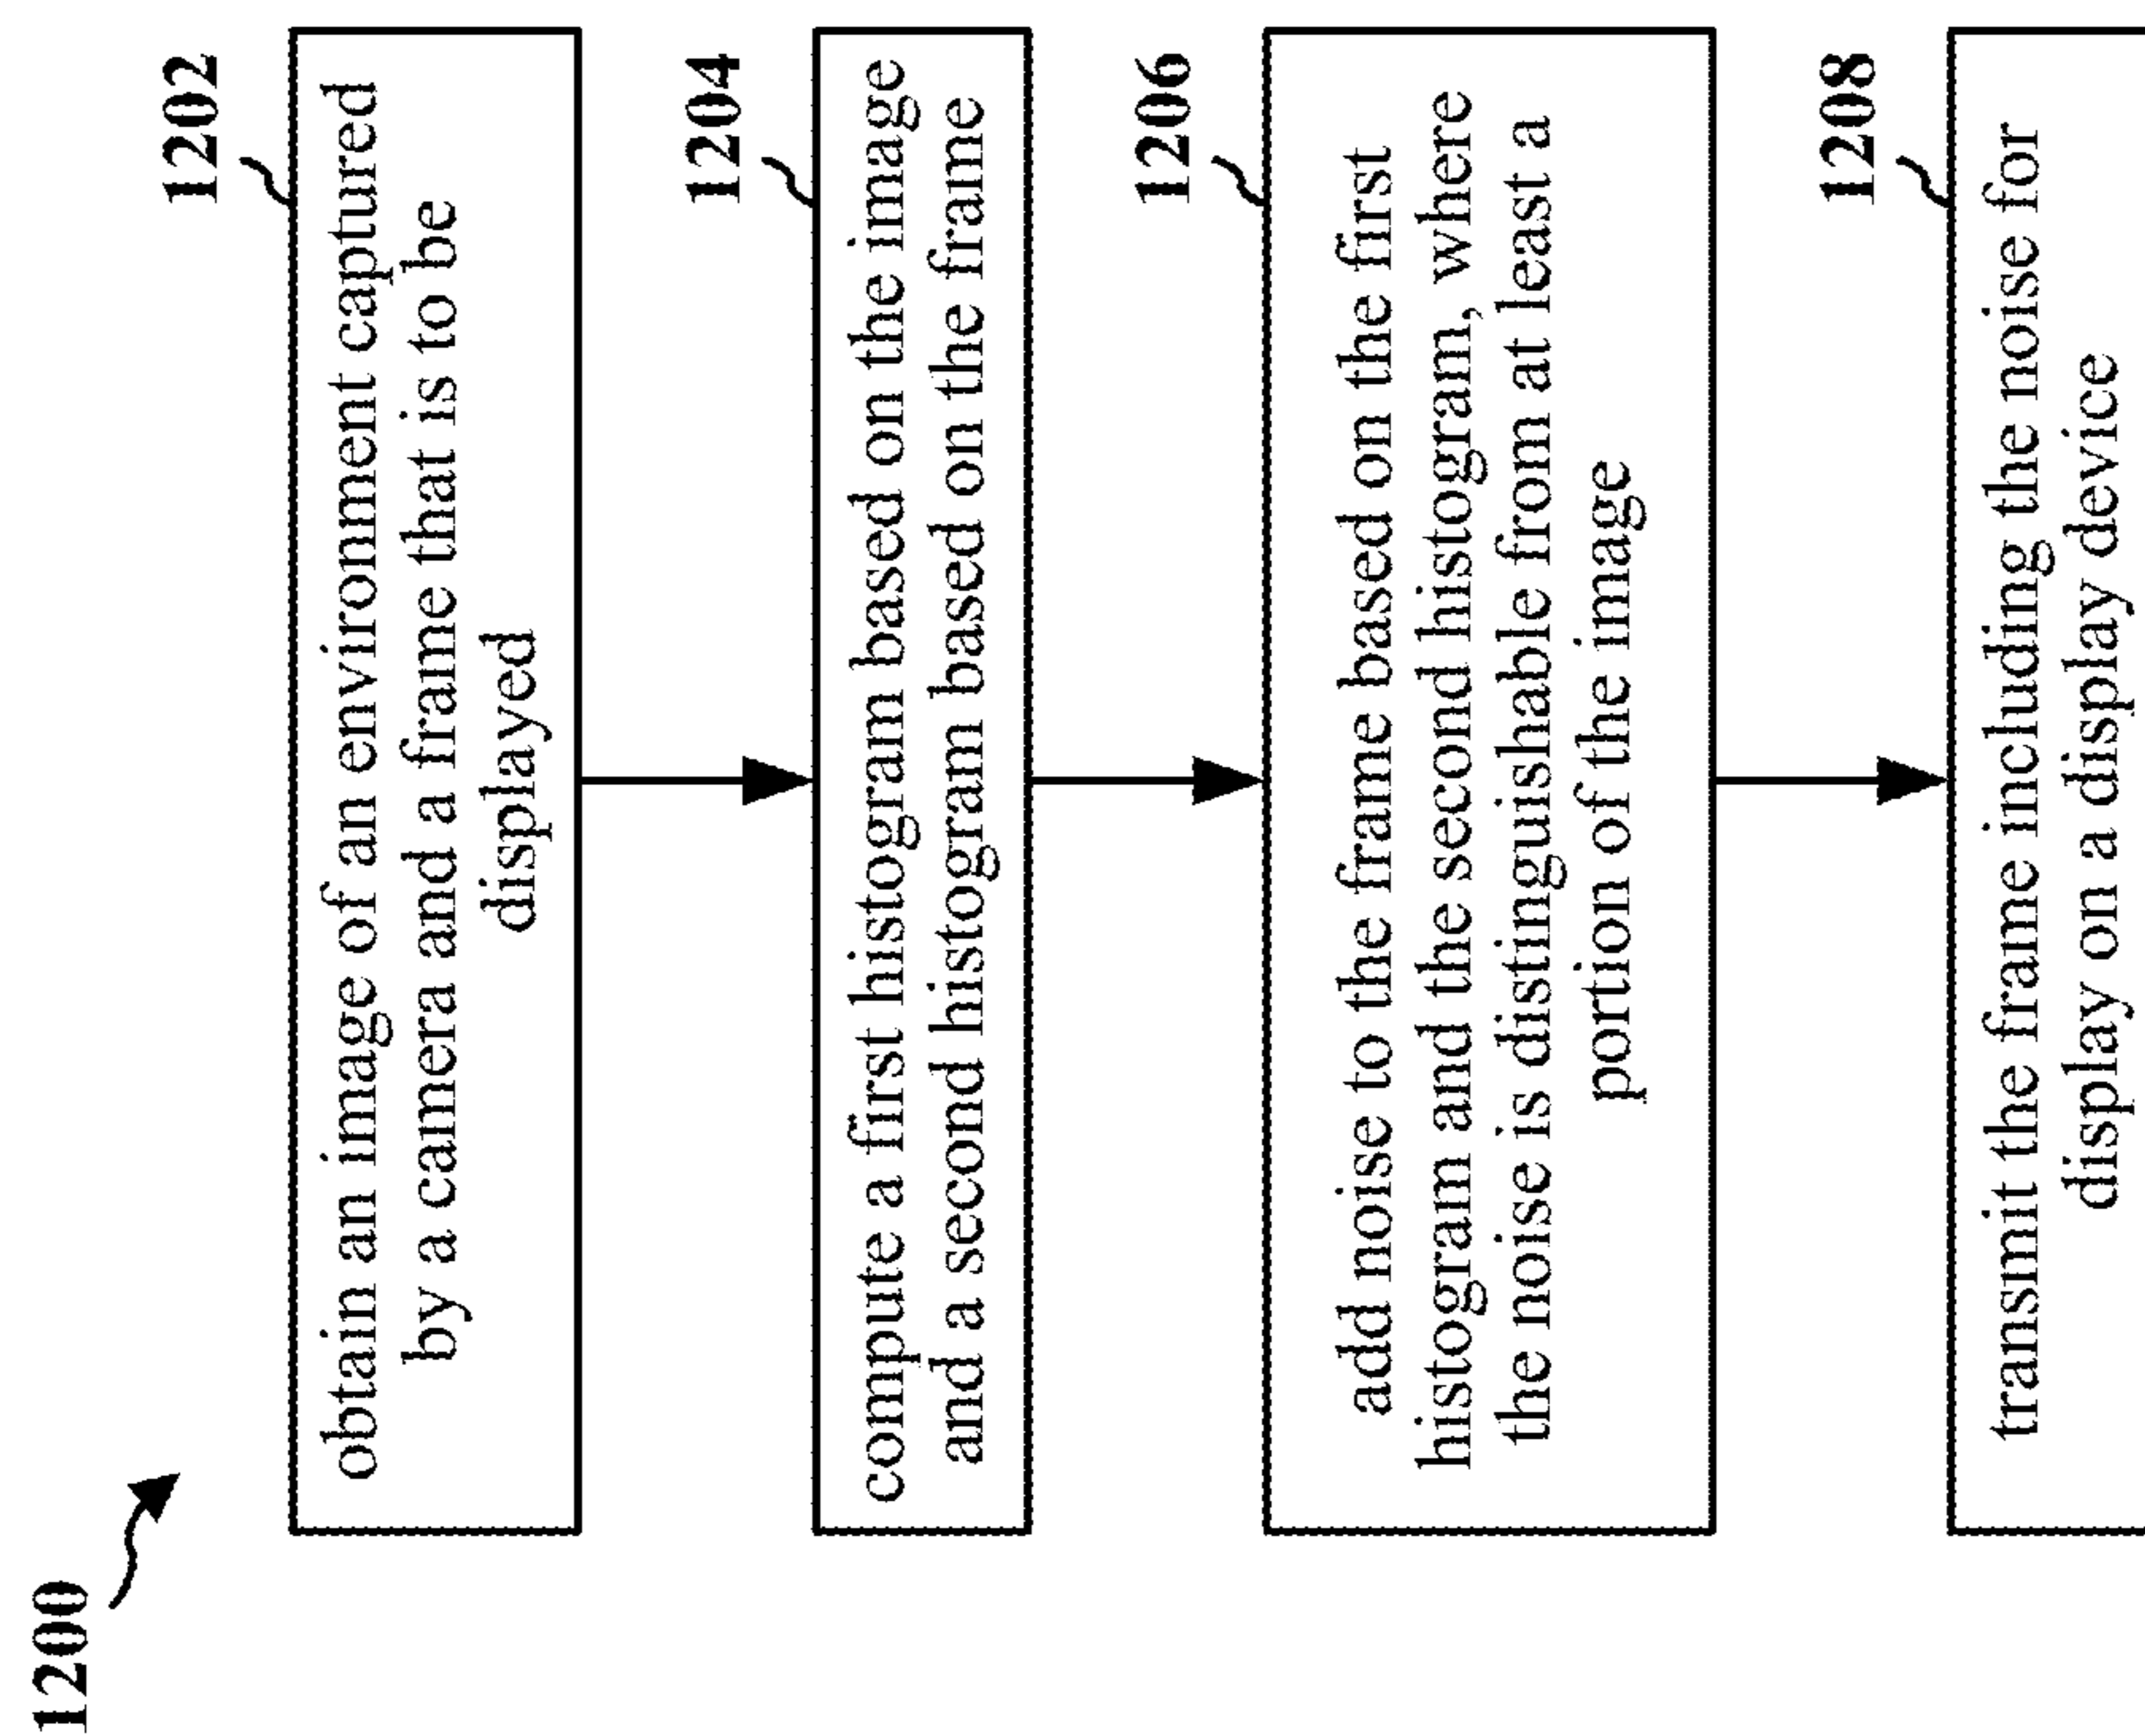 1200
1202
obtain an image of an environment captured
by a camera and a frame that is to be
displayed
1204
compute a first histogram based on the image
and a second histogram based on the frame
1206
add noise to the frame based on the first
histogram and the second histogram, where
the noise is distinguishable from at least a
portion of the image
1208
transmit the frame including the noise for
display on a display device